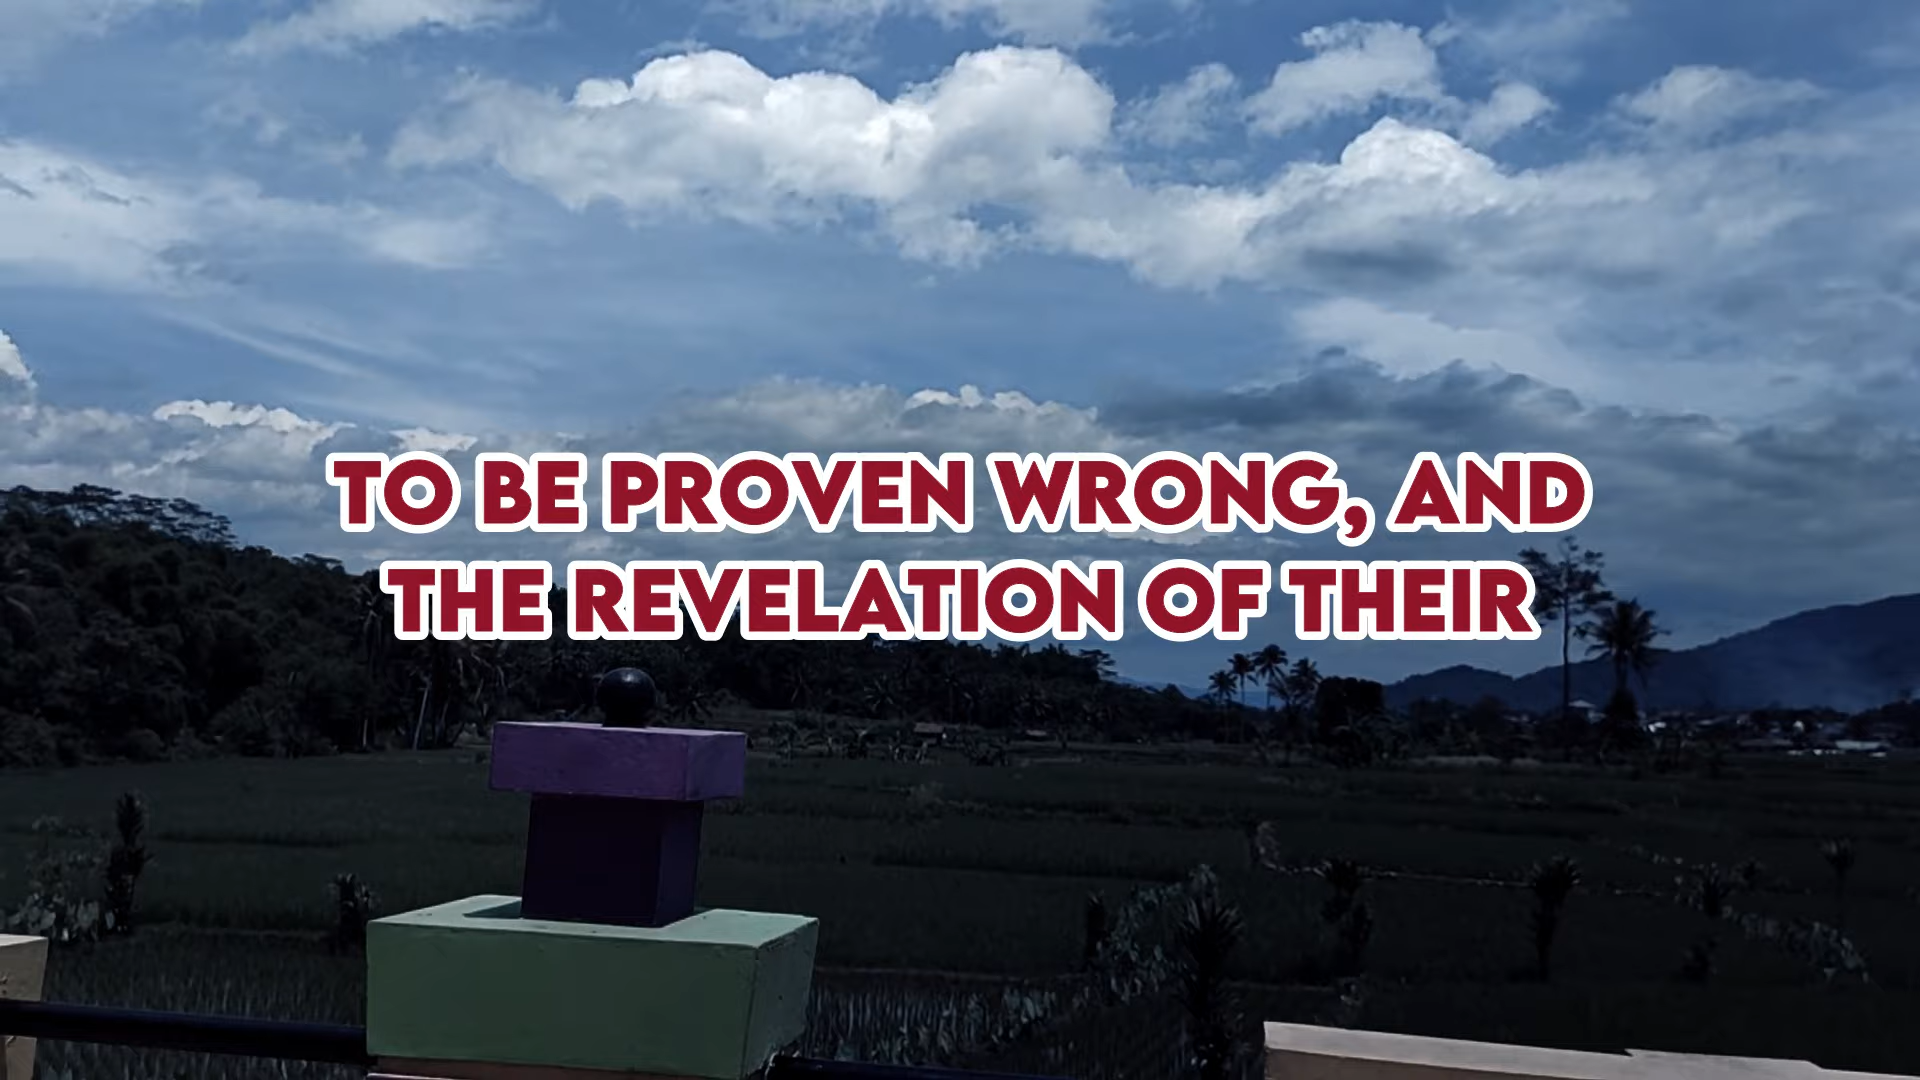 TO BE PROVEN WRONG, AND
THE REVELATION OF THEIR